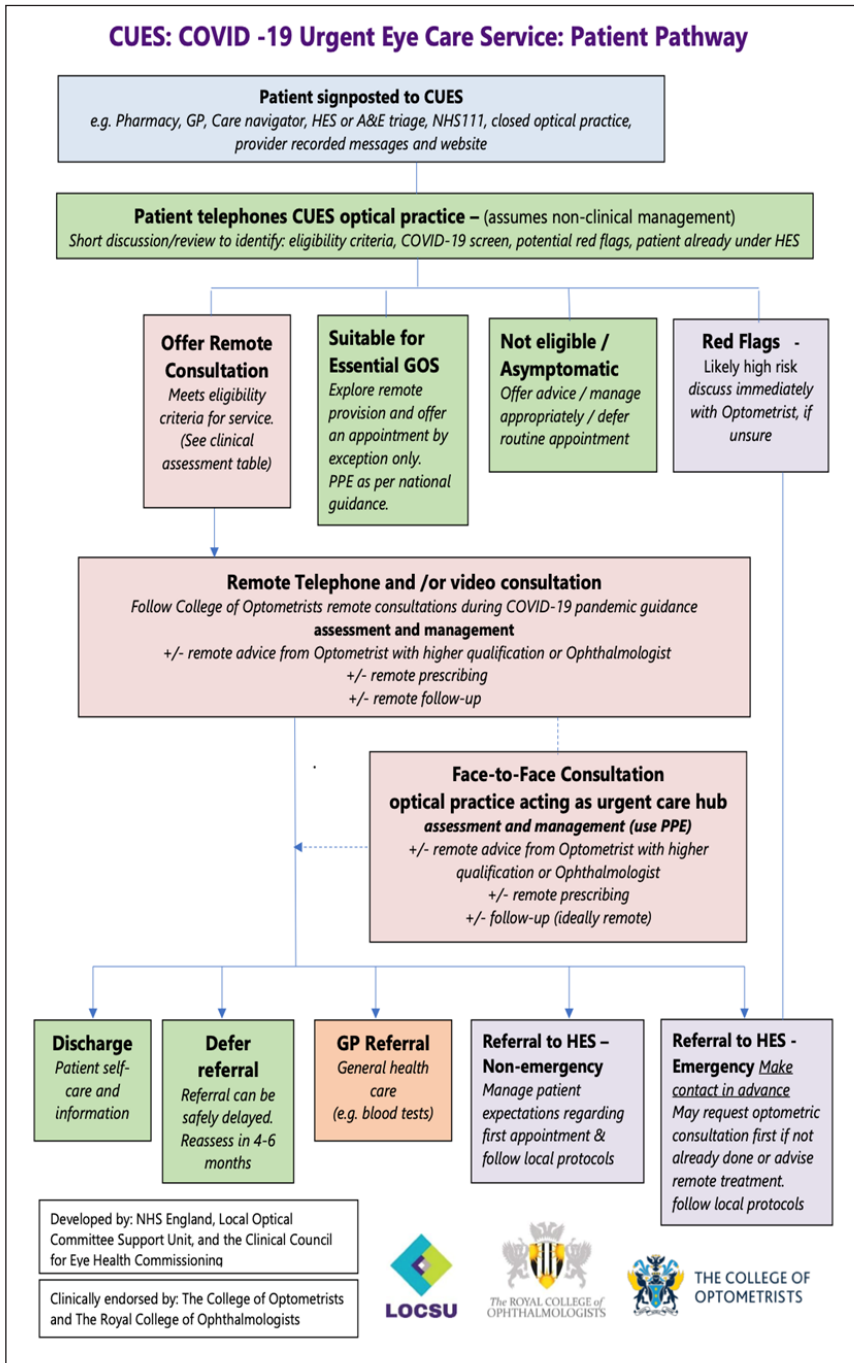 CUES: COVID -19 Urgent Eye Care Service: Patient Pathway
Patient signposted to CUES
e.g. Pharmacy, GP, Care navigator, HES or A&E triage, NHS111, closed optical practice,
provider recorded messages and website
Patient telephones CUES optical practice – (assumes non-clinical management)
Short discussion/review to identify: eligibility criteria, COVID-19 screen, potential red flags, patient already under HES
Offer Remote
Consultation
Meets eligibility
criteria for service.
(See clinical
assessment table)
Suitable for
Essential GOS
Explore remote
provision and offer
an appointment by
exception only.
PPE as per national
guidance.
Not eligible /
Asymptomatic
Offer advice / manage
appropriately / defer
routine appointment
Red Flags -
Likely high risk
discuss immediately
with Optometrist, if
unsure
Remote Telephone and /or video consultation
Follow College of Optometrists remote consultations during COVID-19 pandemic guidance
assessment and management
+/- remote advice from Optometrist with higher qualification or Ophthalmologist
+/- remote prescribing
+/- remote follow-up
Face-to-Face Consultation
optical practice acting as urgent care hub
assessment and management (use PPE)
+/- remote advice from Optometrist with higher
qualification or Ophthalmologist
+/- remote prescribing
+/- follow-up (ideally remote)
Discharge
Patient self-
care and
information
Defer
referral
Referral can be
safely delayed.
Reassess in 4-6
months
GP Referral
General health
care
(e.g. blood tests)
Referral to HES –
Non-emergency
Manage patient
expectations regarding
first appointment &
follow local protocols
Referral to HES -
Emergency Make
contact in advance
May request optometric
consultation first if not
already done or advise
remote treatment.
follow local protocols
Developed by: NHS England, Local Optical
Committee Support Unit, and the Clinical Council
for Eye Health Commissioning
Clinically endorsed by: The College of Optometrists
and The Royal College of Ophthalmologists
LOCSU
The ROYAL COLLEGE of
OPHTHALMOLOGISTS
THE COLLEGE OF
OPTOMETRISTS